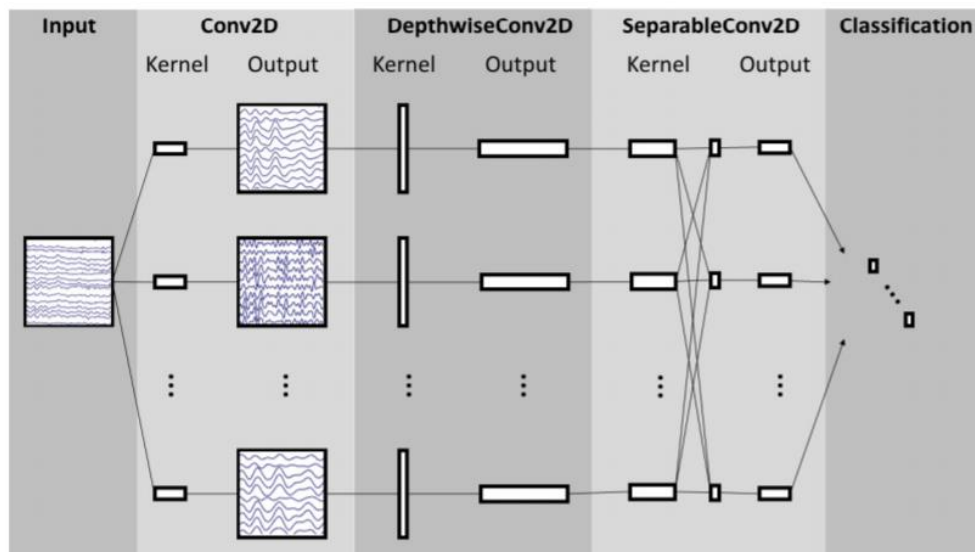 Input Conv2D DepthwiseConv2D SeparableConv2D Classification
Kernel Output Kernel Output Kernel Output